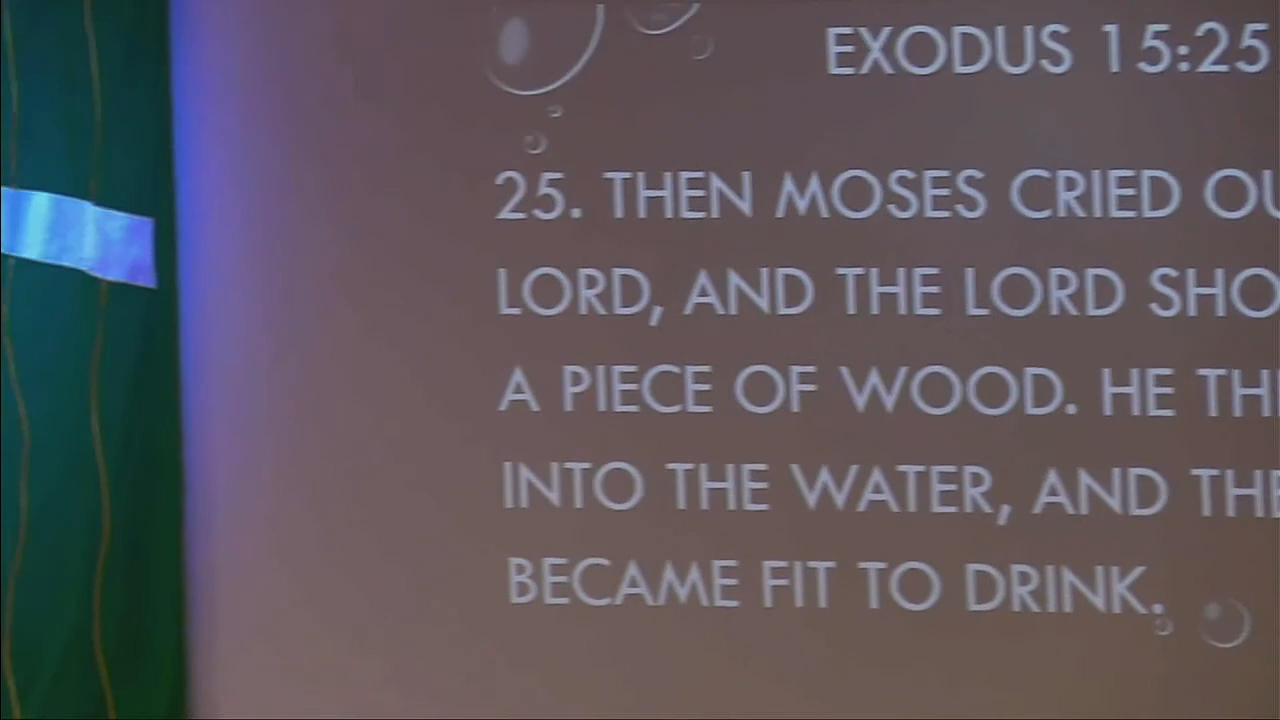 EXODUS 15:25
25. THEN MOSES CRIED
LORD, AND THE LORD
A PIECE OF WOOD. HE
INTO THE WATER, AND
BECAME FIT TO DRINK.